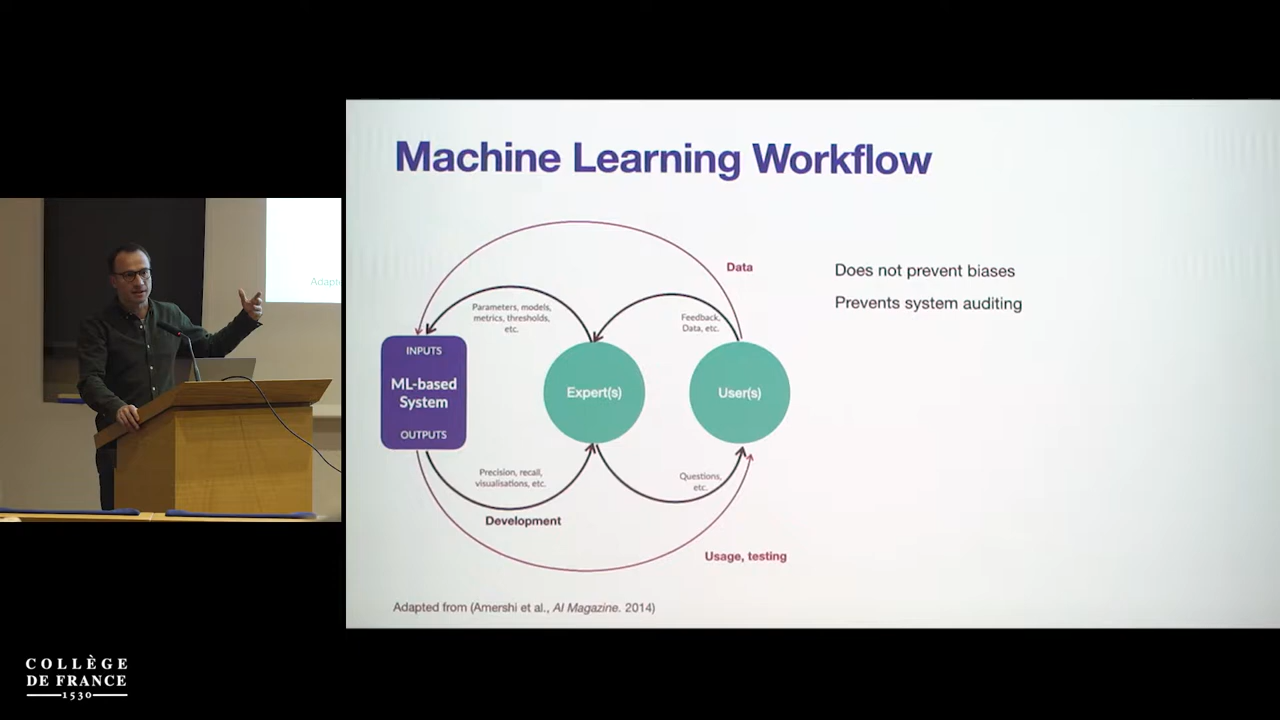 Machine Learning Workflow
Data
Does not prevent biases
Prevents system auditing
Parameters, models,
metrics, thresholds,
etc.
Feedback,
Data, etc.
INPUTS
ML-based
System
OUTPUTS
Expert(s)
User(s)
Precision, recall,
visualisations, etc.
Questions,
etc.
Development
Usage, testing
Adapted from (Amershi et al., AI Magazine. 2014)
Adapt
COLLÈGE
DE FRANCE
1530